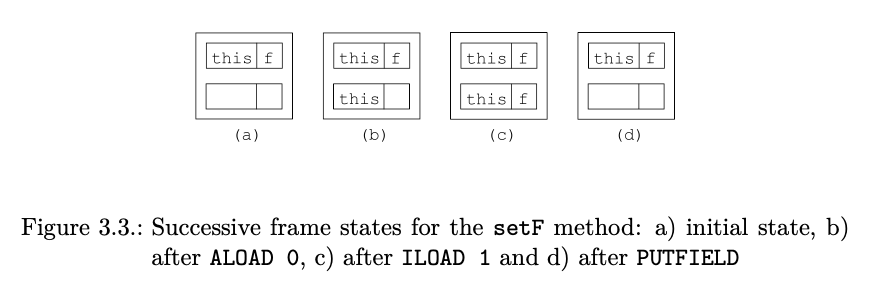 this f this f this f this f
this this f
(a) (b) (c) (d)
Figure 3.3.: Successive frame states for the setF method: a) initial state, b)
after ALOAD 0, c) after ILOAD 1 and d) after PUTFIELD